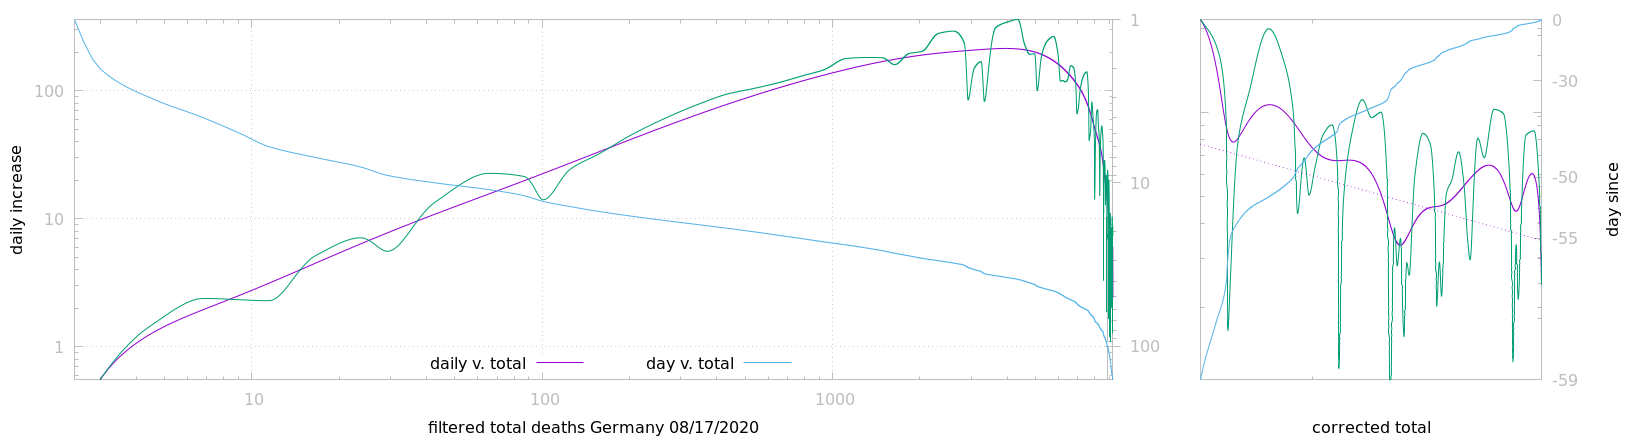 daily increase
100
10
1
10
100
1000
1
10
100
daily v. total
day v. total
filtered total deaths Germany 08/17/2020
0
-30
-50
-55
-59
day since
corrected total